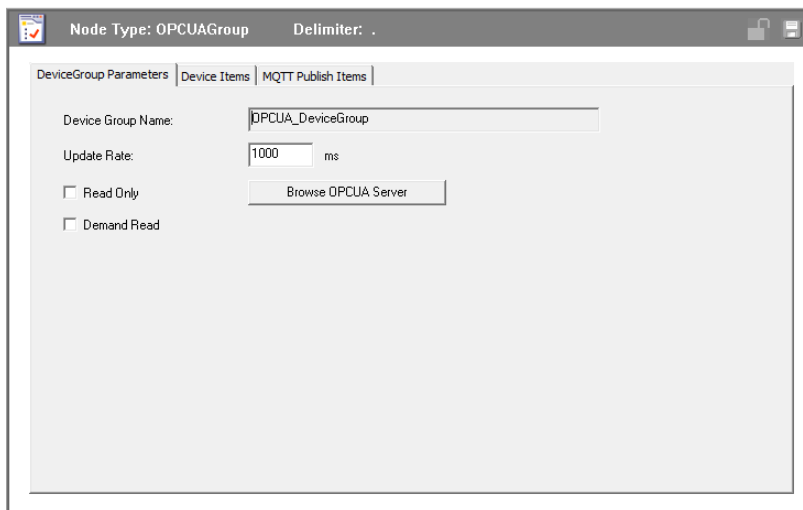 Node Type: OPCUAGroup Delimiter: .
DeviceGroup Parameters Device Items MQTT Publish Items
Device Group Name: OPCUA_DeviceGroup
Update Rate: 1000 ms
Read Only Browse OPCUA Server
Demand Read